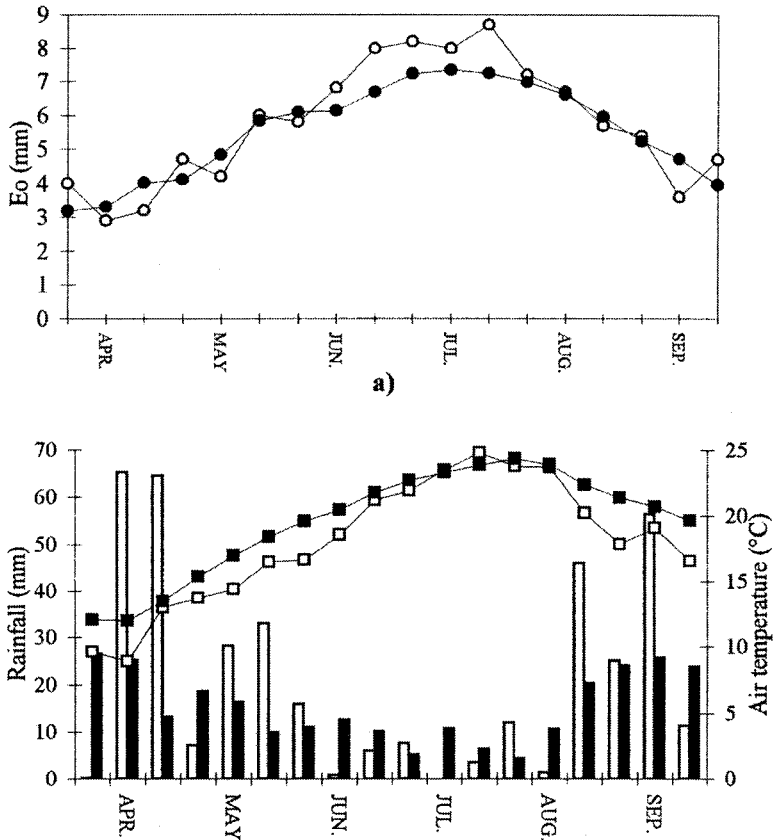 9
8
7
6
5
4
3
2
1
0
Eo (mm)
APR.
MAY
JUN.
JUL.
AUG.
SEP.
a)
70
60
50
40
30
20
10
0
Rainfall (mm)
25
20
15
10
5
0
Air temperature (°C)
APR.
MAY
JUN.
JUL.
AUG.
SEP.